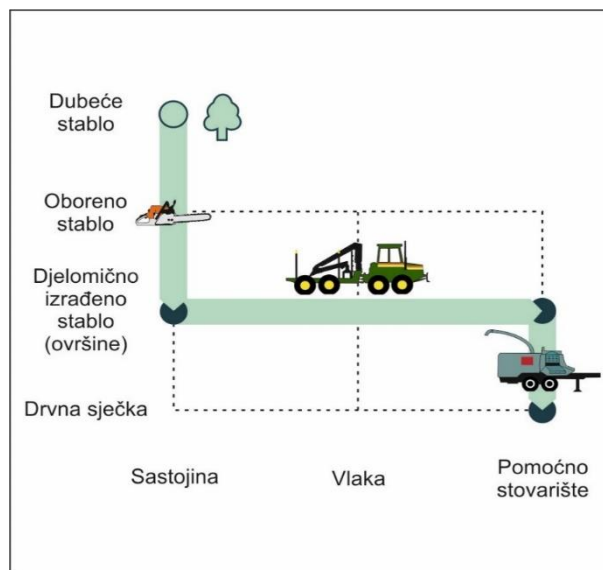 Dubeće
stablo
Oboreno
stablo
Djelomično
izrađeno
stablo
(ovršine)
Drvna sječka
Sastojina
Vlaka
Pomoćno
stovarište